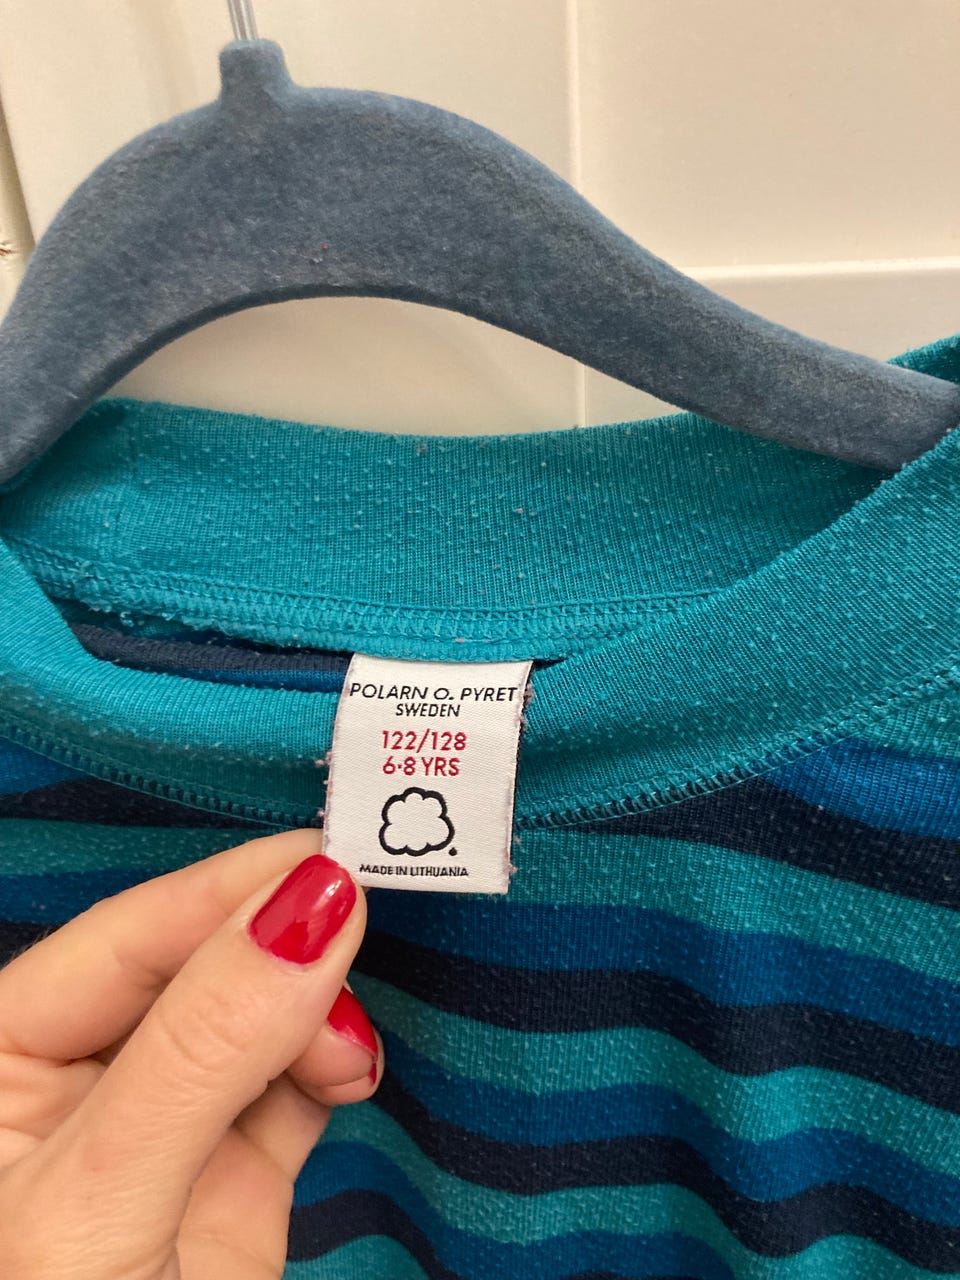 POLARN O. PYRET
SWEDEN
122/128
6-8 YRS
MADE IN LITHUANIA